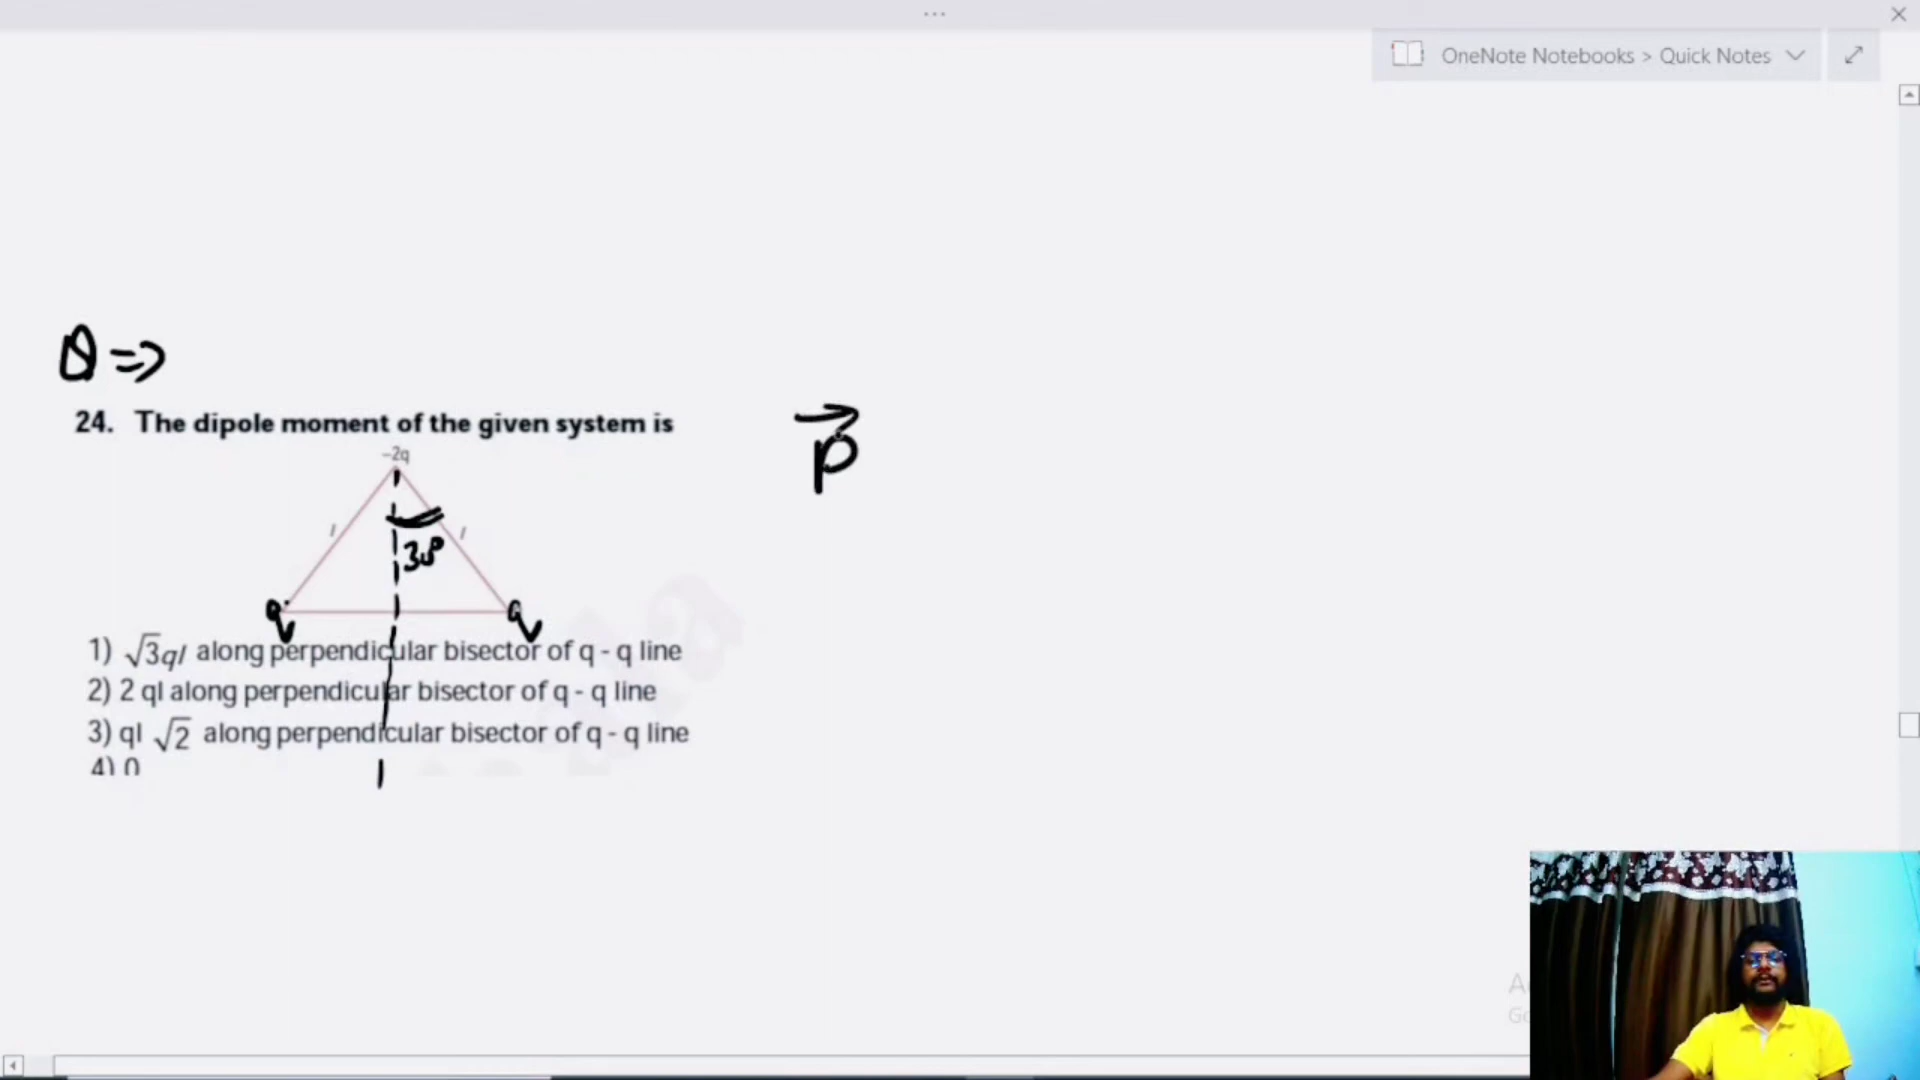 OneNote Notebooks > Quick Notes
Q =>
24. The dipole moment of the given system is
-2q
l l
30°
q q
1) √3ql along perpendicular bisector of q - q line
2) 2 ql along perpendicular bisector of q - q line
3) ql √2 along perpendicular bisector of q - q line
4) 0
p